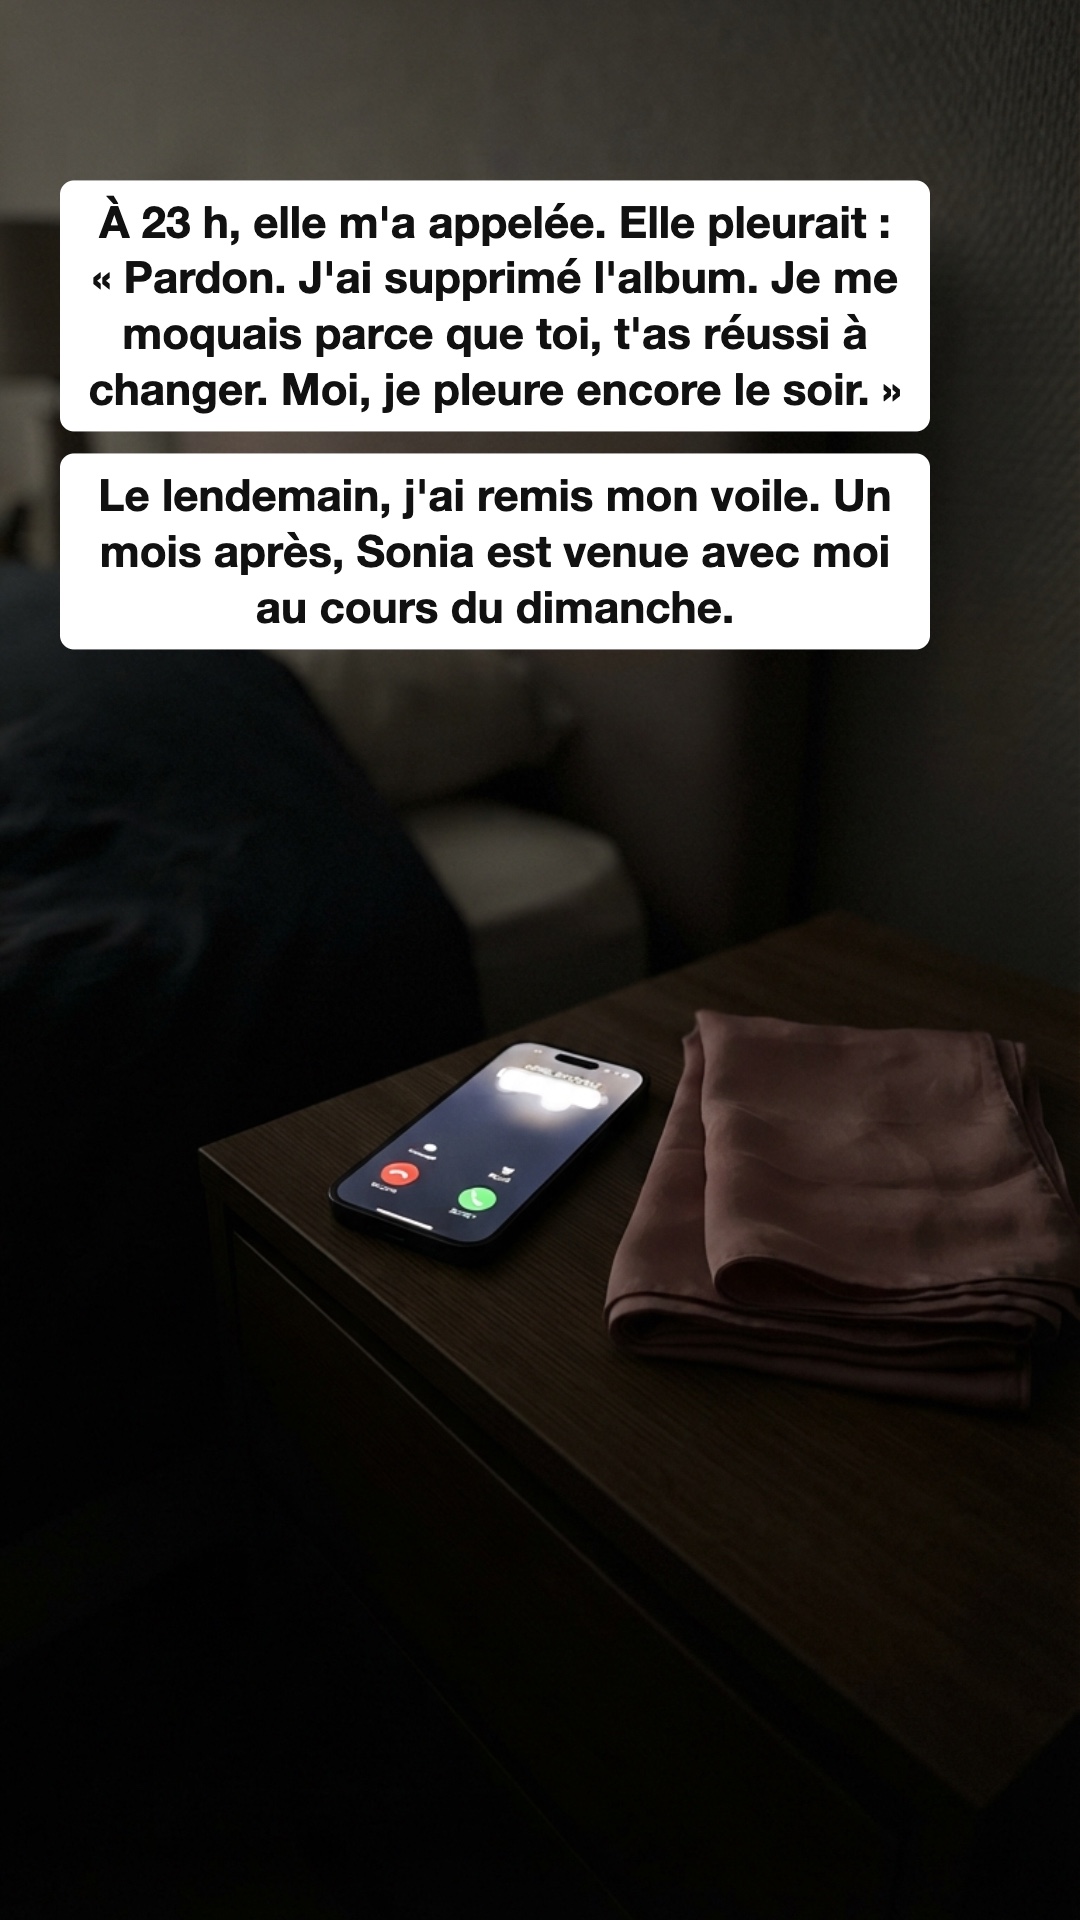 À 23 h, elle m'a appelée. Elle pleurait :
« Pardon. J'ai supprimé l'album. Je me
moquais parce que toi, t'as réussi à
changer. Moi, je pleure encore le soir. »
Le lendemain, j'ai remis mon voile. Un
mois après, Sonia est venue avec moi
au cours du dimanche.